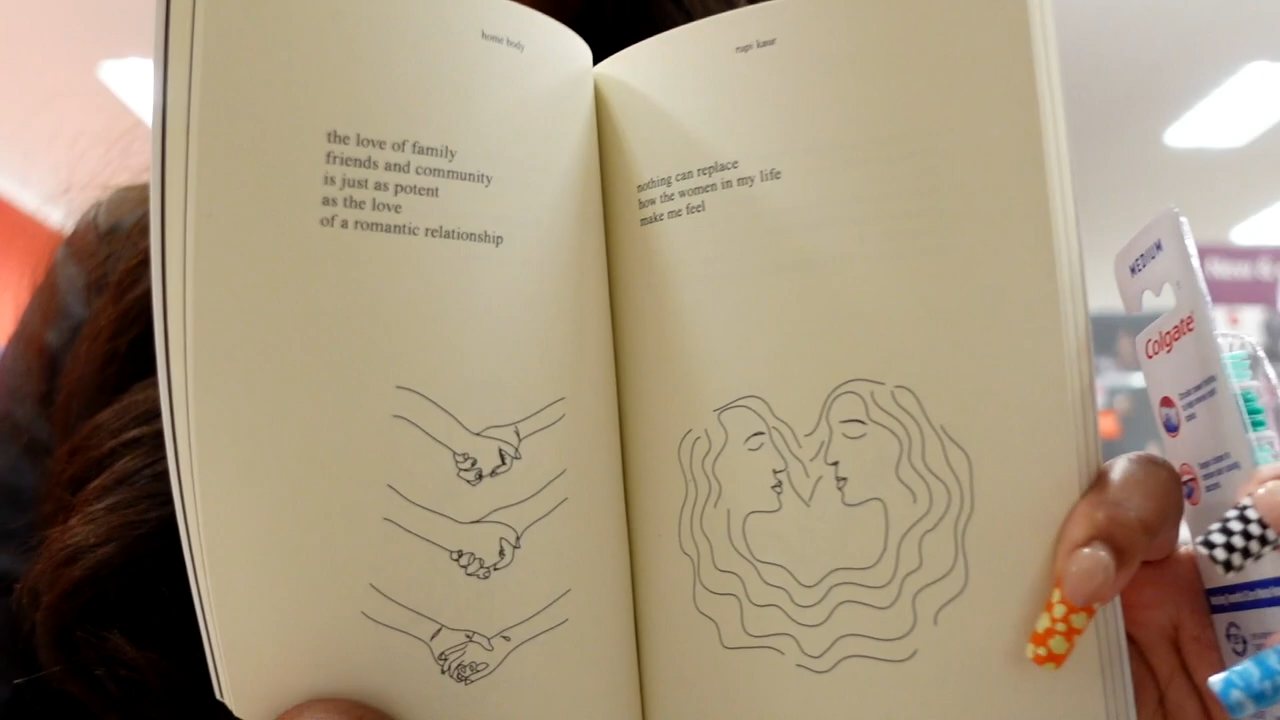 home body
the love of family
friends and community
is just as potent
as the love
of a romantic relationship
rupi kaur
nothing can replace
how the women in my life
make me feel
MEDIUM
Colgate